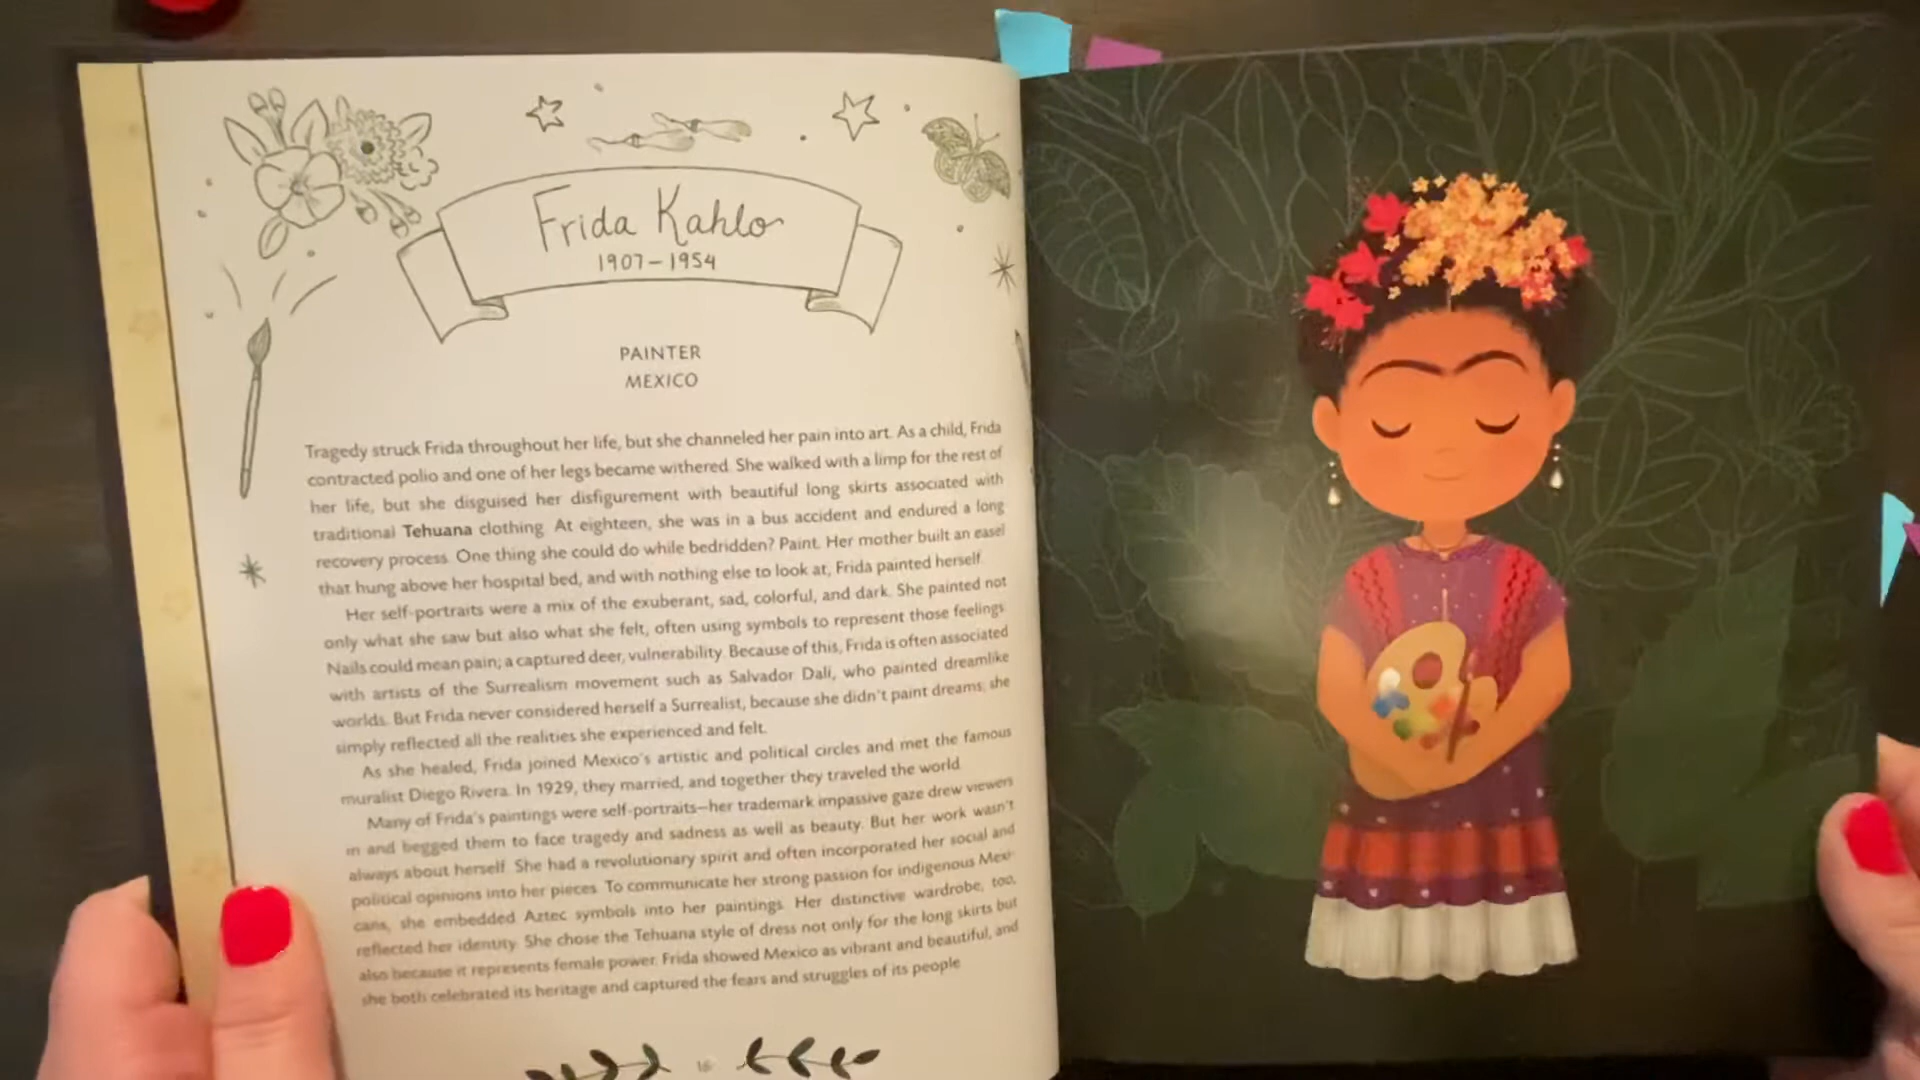 Frida Kahlo
1907–1954
PAINTER
MEXICO
Tragedy struck Frida throughout her life, but she channeled her pain into art. As a child, Frida
contracted polio and one of her legs became withered. She walked with a limp for the rest of
her life, but she disguised her disfigurement with beautiful long skirts associated with
traditional Tehuana clothing. At eighteen, she was in a bus accident and endured a long
recovery process. One thing she could do while bedridden? Paint. Her mother built an easel
that hung above her hospital bed, and with nothing else to look at, Frida painted herself.
Her self-portraits were a mix of the exuberant, sad, colorful, and dark. She painted not
only what she saw but also what she felt, often using symbols to represent those feelings.
Nails could mean pain; a captured deer, vulnerability. Because of this, Frida is often associated
with artists of the Surrealism movement such as Salvador Dalí, who painted dreamlike
worlds. But Frida never considered herself a Surrealist, because she didn't paint dreams; she
simply reflected all the realities she experienced and felt.
As she healed, Frida joined Mexico's artistic and political circles and met the famous
muralist Diego Rivera. In 1929, they married, and together they traveled the world.
Many of Frida's paintings were self-portraits—her trademark impassive gaze drew viewers
in and begged them to face tragedy and sadness as well as beauty. But her work wasn't
always about herself. She had a revolutionary spirit and often incorporated her social and
political opinions into her pieces. To communicate her strong passion for indigenous Mexi-
cans, she embedded Aztec symbols into her paintings. Her distinctive wardrobe, too,
reflected her identity. She chose the Tehuana style of dress not only for the long skirts but
also because it represents female power. Frida showed Mexico as vibrant and beautiful, and
she both celebrated its heritage and captured the fears and struggles of its people.